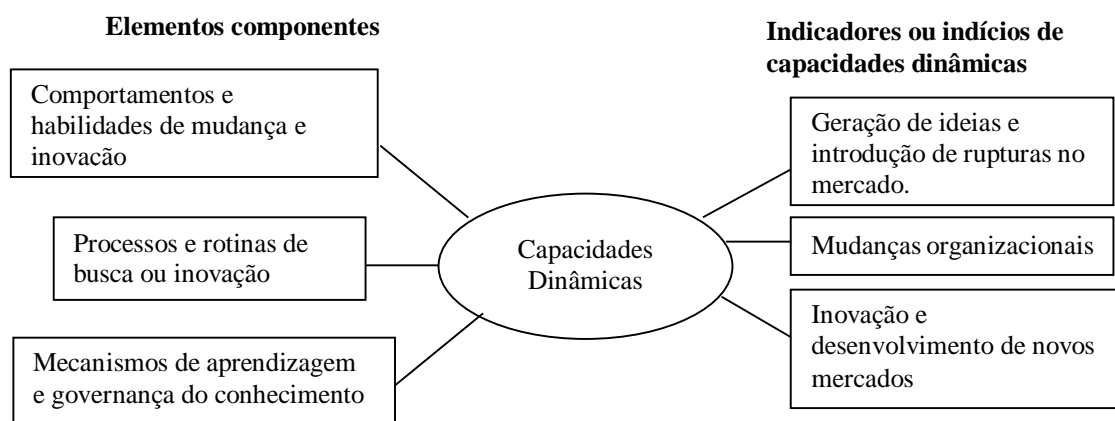 Elementos componentes
Comportamentos e
habilidades de mudança e
inovação
Processos e rotinas de
busca ou inovação
Mecanismos de aprendizagem
e governança do conhecimento
Capacidades
Dinâmicas
Indicadores ou indícios de
capacidades dinâmicas
Geração de ideias e
introdução de rupturas no
mercado.
Mudanças organizacionais
Inovação e
desenvolvimento de novos
mercados